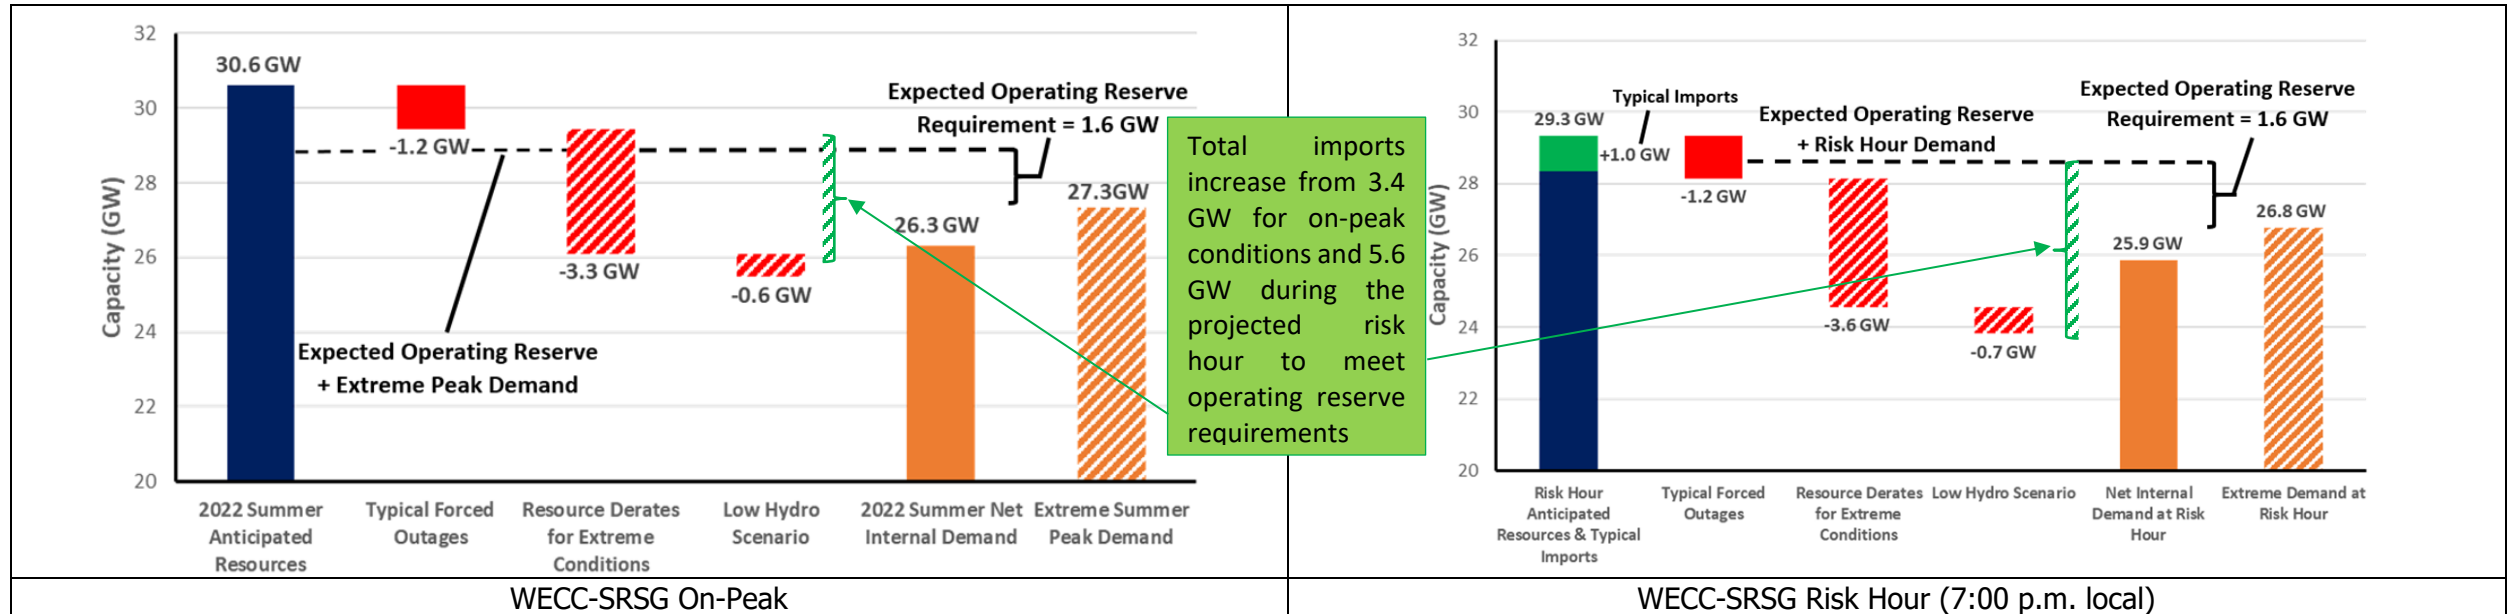 32
30
28
26
24
22
20
Capacity (GW)
30.6 GW
-1.2 GW
-3.3 GW
-0.6 GW
26.3 GW
27.3GW
Expected Operating Reserve
Requirement = 1.6 GW
Expected Operating Reserve
+ Extreme Peak Demand
2022 Summer
Anticipated
Resources
Typical Forced
Outages
Resource Derates
for Extreme
Conditions
Low Hydro
Scenario
2022 Summer Net
Internal Demand
Extreme Summer
Peak Demand
Total imports
increase from 3.4
GW for on-peak
conditions and 5.6
GW during the
projected risk
hour to meet
operating reserve
requirements
32
30
28
26
24
22
20
Capacity (GW)
29.3 GW
+1.0 GW
Typical Imports
-1.2 GW
Expected Operating Reserve
+ Risk Hour Demand
-3.6 GW
-0.7 GW
Expected Operating Reserve
Requirement = 1.6 GW
25.9 GW
26.8 GW
Risk Hour
Anticipated
Resources & Typical
Imports
Typical Forced
Outages
Resource Derates
for Extreme
Conditions
Low Hydro Scenario
Net Internal
Demand at Risk
Hour
Extreme Demand at
Risk Hour
WECC-SRSG On-Peak
WECC-SRSG Risk Hour (7:00 p.m. local)